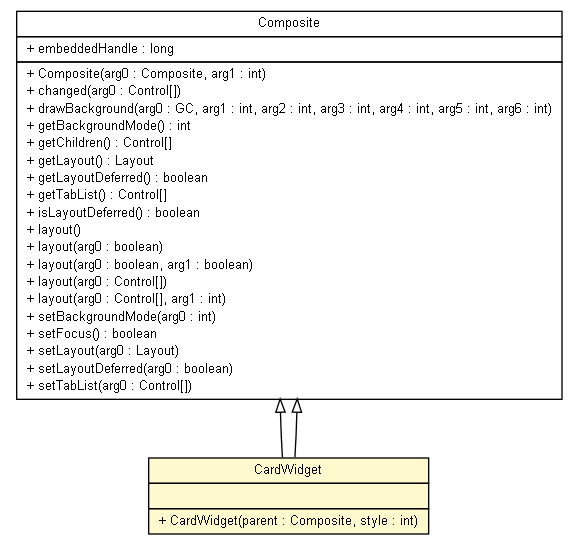 Composite
+ embeddedHandle : long
+ Composite(arg0 : Composite, arg1 : int)
+ changed(arg0 : Control[])
+ drawBackground(arg0 : GC, arg1 : int, arg2 : int, arg3 : int, arg4 : int, arg5 : int, arg6 : int)
+ getBackgroundMode() : int
+ getChildren() : Control[]
+ getLayout() : Layout
+ getLayoutDeferred() : boolean
+ getTabList() : Control[]
+ isLayoutDeferred() : boolean
+ layout()
+ layout(arg0 : boolean)
+ layout(arg0 : boolean, arg1 : boolean)
+ layout(arg0 : Control[])
+ layout(arg0 : Control[], arg1 : int)
+ setBackgroundMode(arg0 : int)
+ setFocus() : boolean
+ setLayout(arg0 : Layout)
+ setLayoutDeferred(arg0 : boolean)
+ setTabList(arg0 : Control[])
CardWidget
+ CardWidget(parent : Composite, style : int)